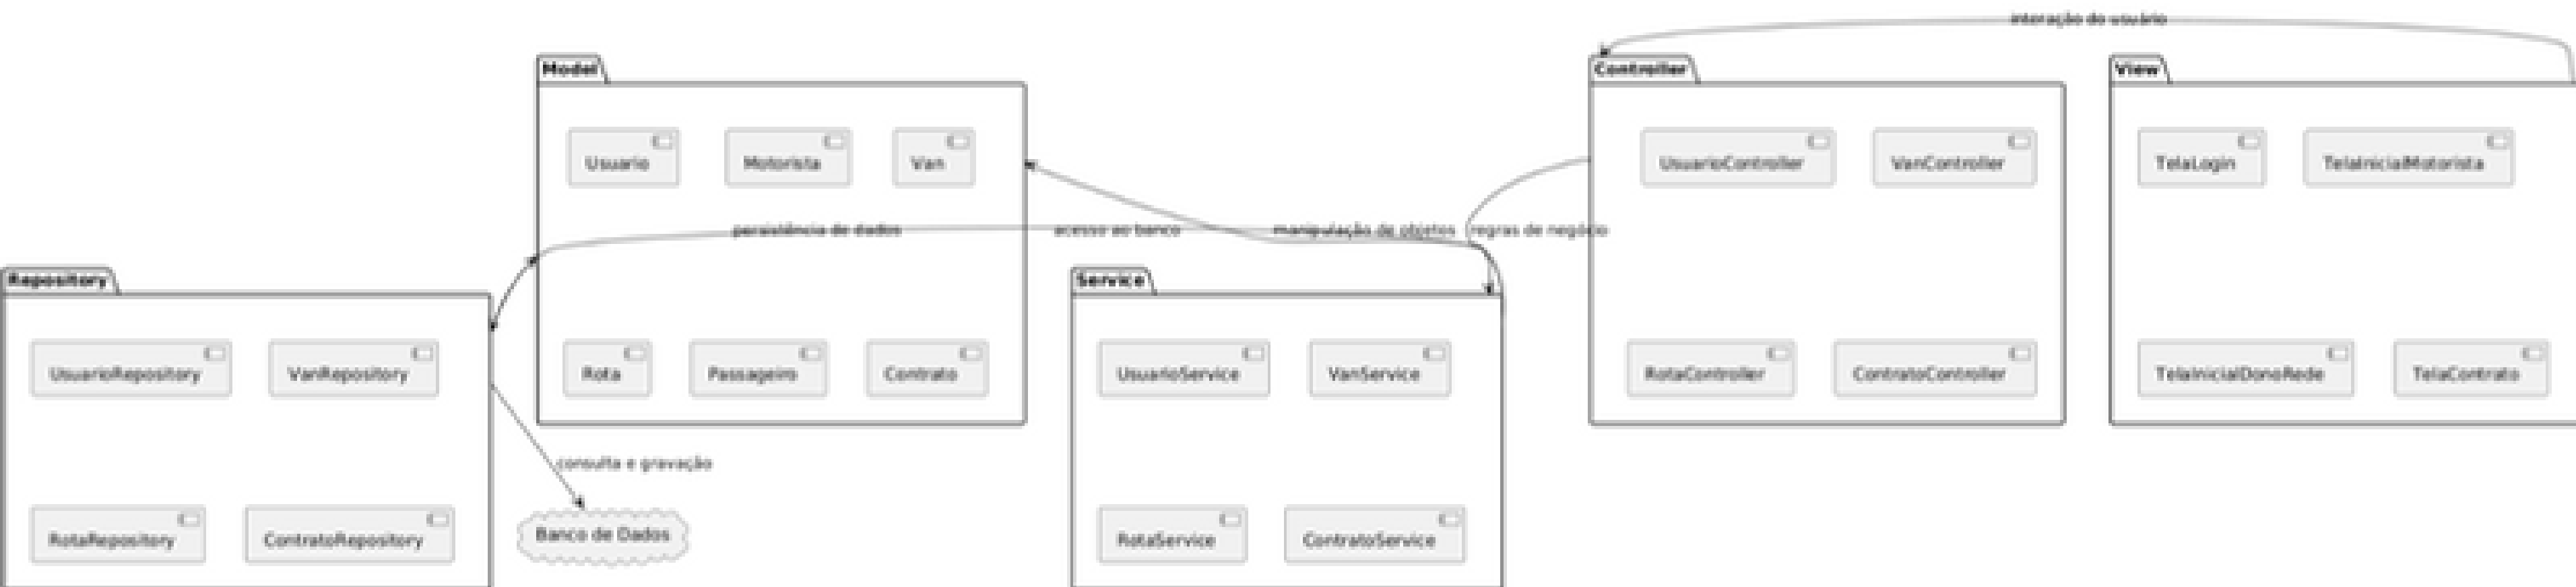 interação do usuário
Model
Controller
View
Usuario
Motorista
Van
UsuarioController
VanController
TelaLogin
TelaInicialMotorista
persistência de dados
acesso ao banco
manipulação de objetos
regras de negócio
Repository
Service
UsuarioRepository
VanRepository
Rota
Passageiro
Contrato
UsuarioService
VanService
RotaController
ContratoController
TelaInicialDonoRede
TelaContrato
consulta e gravação
RotaRepository
ContratoRepository
Banco de Dados
RotaService
ContratoService